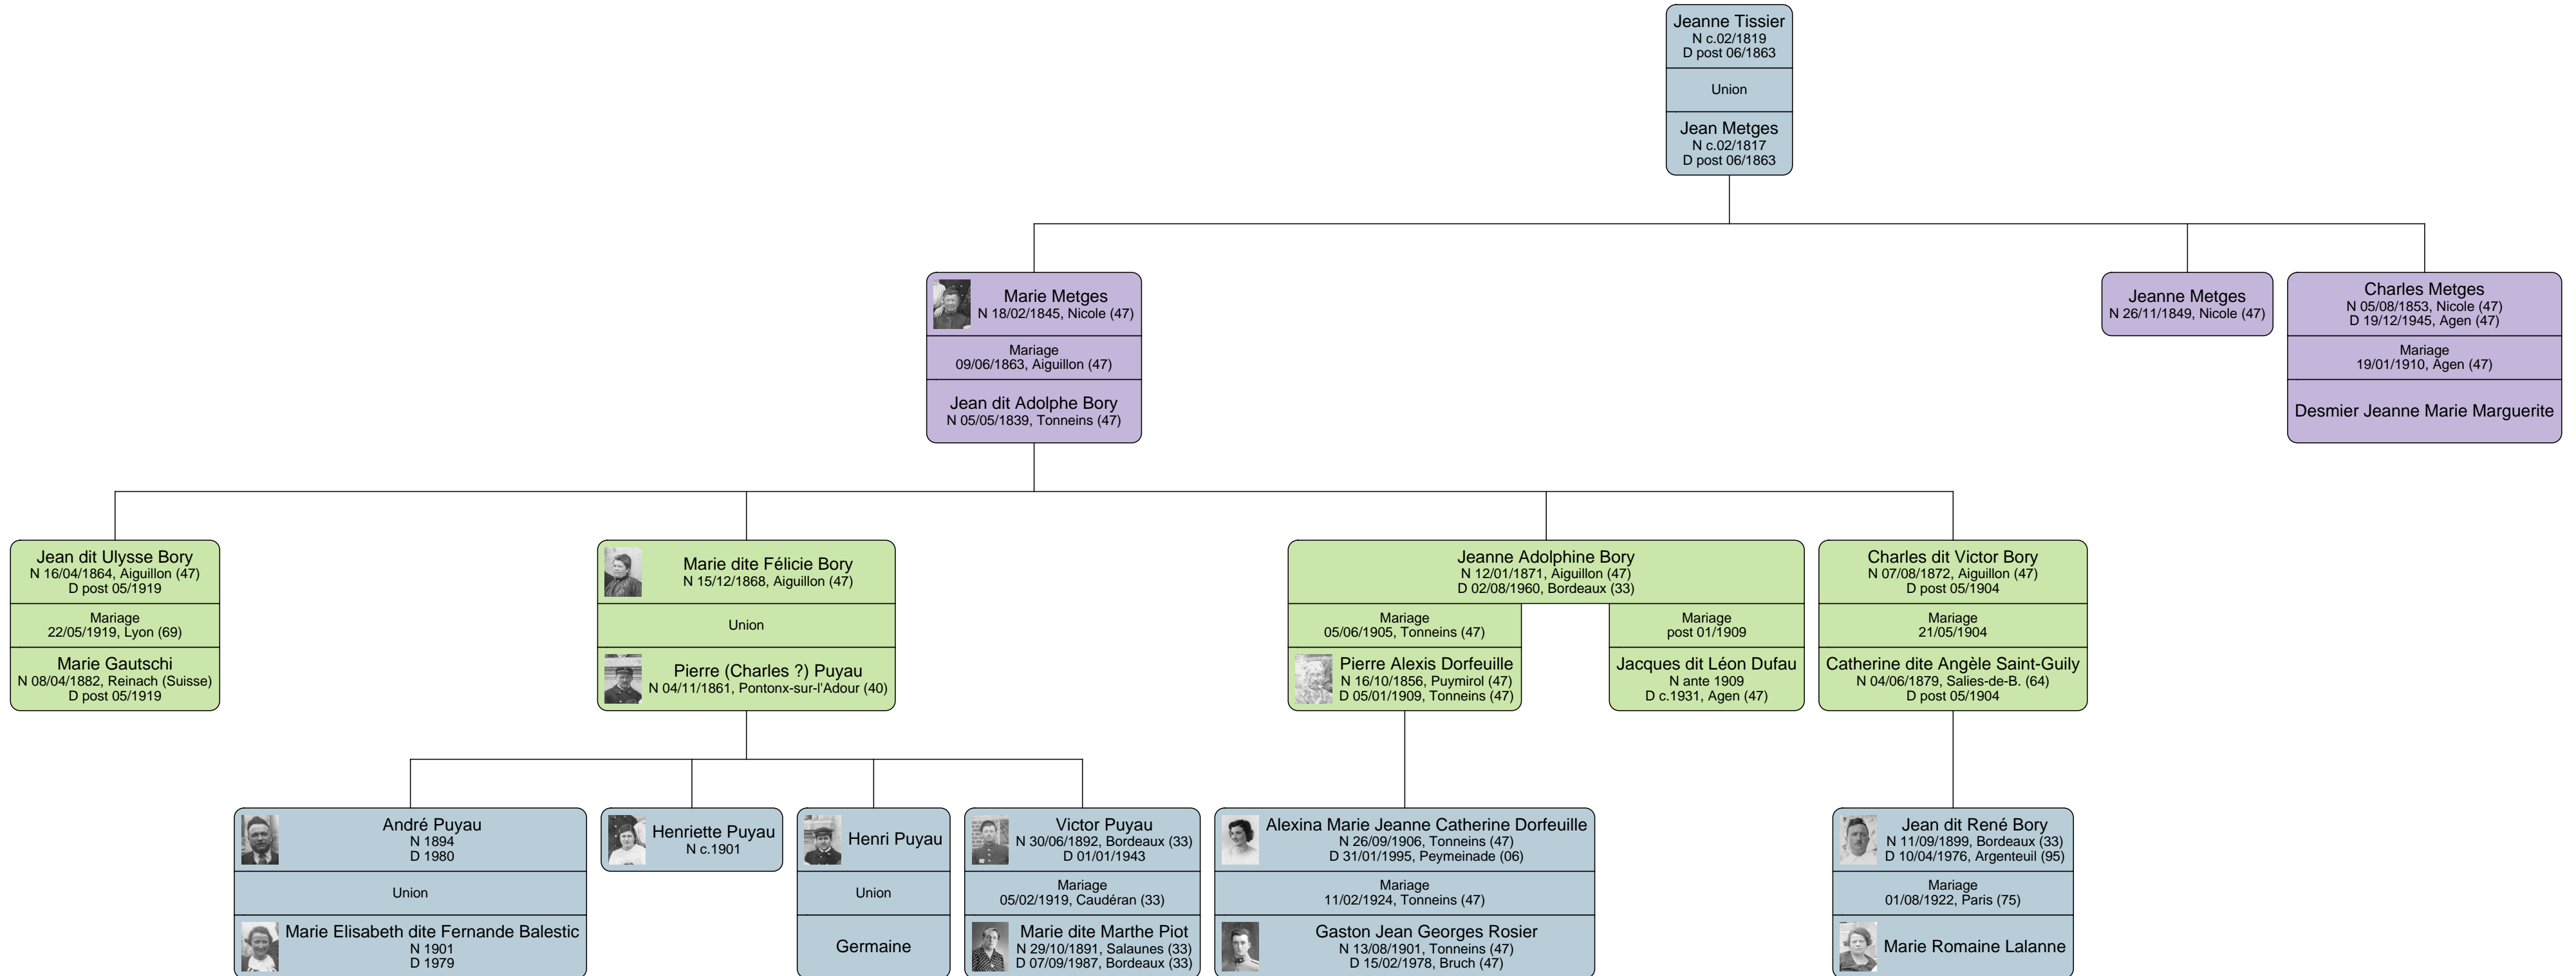 Jeanne Tissier
N c.02/1819
D post 06/1863
Union
Jean Metges
N c.02/1817
D post 06/1863
Marie Metges
N 18/02/1845, Nicole (47)
Mariage
09/06/1863, Aiguillon (47)
Jean dit Adolphe Bory
N 05/05/1839, Tonneins (47)
Jeanne Metges
N 26/11/1849, Nicole (47)
Charles Metges
N 05/08/1853, Nicole (47)
D 19/12/1945, Agen (47)
Mariage
19/01/1910, Agen (47)
Desmier Jeanne Marie Marguerite
Jean dit Ulysse Bory
N 16/04/1864, Aiguillon (47)
D post 05/1919
Mariage
22/05/1919, Lyon (69)
Marie Gautschi
N 08/04/1882, Reinach (Suisse)
D post 05/1919
Marie dite Félicie Bory
N 15/12/1868, Aiguillon (47)
Union
Pierre (Charles ?) Puyau
N 04/11/1861, Pontonx-sur-l'Adour (40)
Jeanne Adolphine Bory
N 12/01/1871, Aiguillon (47)
D 02/08/1960, Bordeaux (33)
Mariage
05/06/1905, Tonneins (47)
Pierre Alexis Dorfeuille
N 16/10/1856, Puymirol (47)
D 05/01/1909, Tonneins (47)
Mariage
post 01/1909
Jacques dit Léon Dufau
N ante 1909
D c.1931, Agen (47)
Charles dit Victor Bory
N 07/08/1872, Aiguillon (47)
D post 05/1904
Mariage
21/05/1904
Catherine dite Angèle Saint-Guily
N 04/06/1879, Salies-de-B. (64)
D post 05/1904
André Puyau
N 1894
D 1980
Union
Marie Elisabeth dite Fernande Balestic
N 1901
D 1979
Henriette Puyau
N c.1901
Henri Puyau
Union
Germaine
Victor Puyau
N 30/06/1892, Bordeaux (33)
D 01/01/1943
Mariage
05/02/1919, Caudéran (33)
Marie dite Marthe Piot
N 29/10/1891, Salaunes (33)
D 07/09/1987, Bordeaux (33)
Alexina Marie Jeanne Catherine Dorfeuille
N 26/09/1906, Tonneins (47)
D 31/01/1995, Peymeinade (06)
Mariage
11/02/1924, Tonneins (47)
Gaston Jean Georges Rosier
N 13/08/1901, Tonneins (47)
D 15/02/1978, Bruch (47)
Jean dit René Bory
N 11/09/1899, Bordeaux (33)
D 10/04/1976, Argenteuil (95)
Mariage
01/08/1922, Paris (75)
Marie Romaine Lalanne